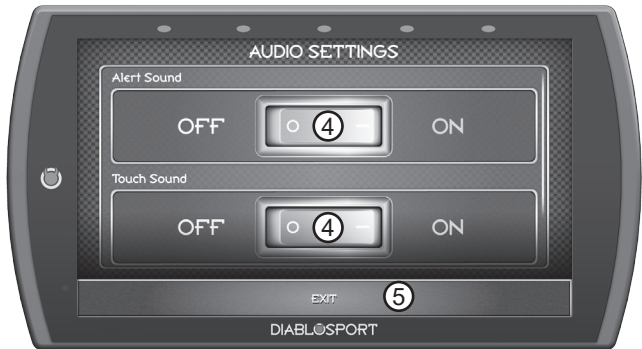 AUDIO SETTINGS
Alert Sound
OFF 4 ON
Touch Sound
OFF 4 ON
EXIT 5
DIABLOSPORT